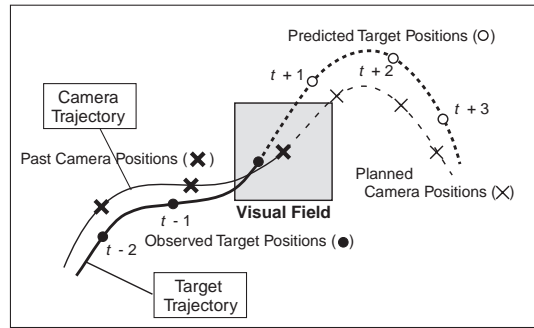 Predicted Target Positions (○)
t + 1
t + 2
t + 3
Camera
Trajectory
Past Camera Positions (✖)
Planned
Camera Positions (×)
Visual Field
t - 1
t - 2
Observed Target Positions (●)
Target
Trajectory